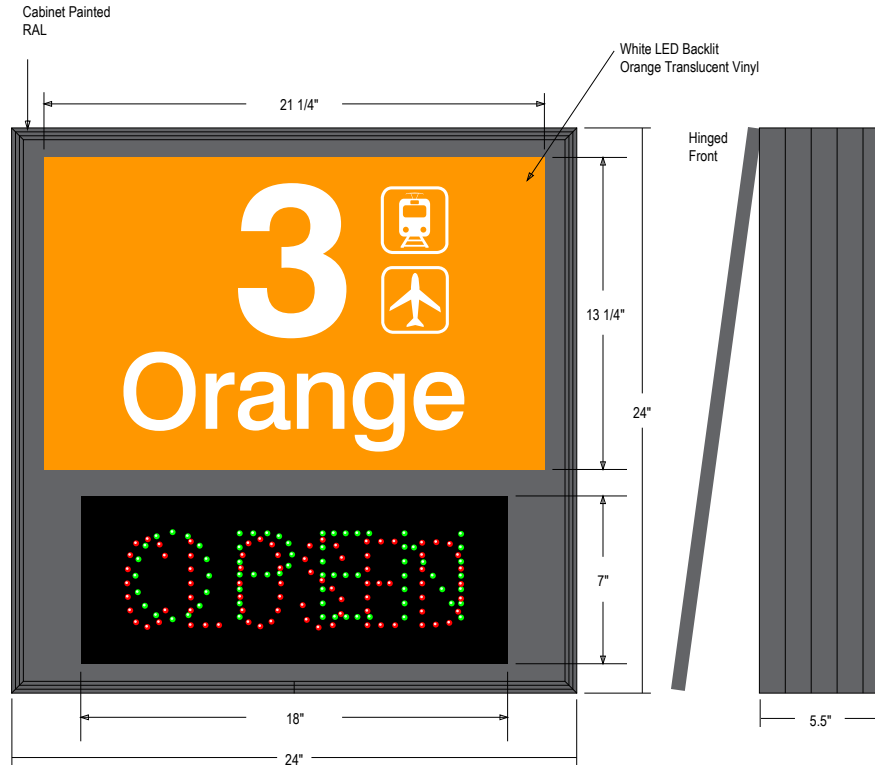 Cabinet Painted
RAL
White LED Backlit
Orange Translucent Vinyl
21 1/4"
Hinged
Front
3
Orange
13 1/4"
24"
OPEN
CLOSED
7"
18"
5.5"
24"